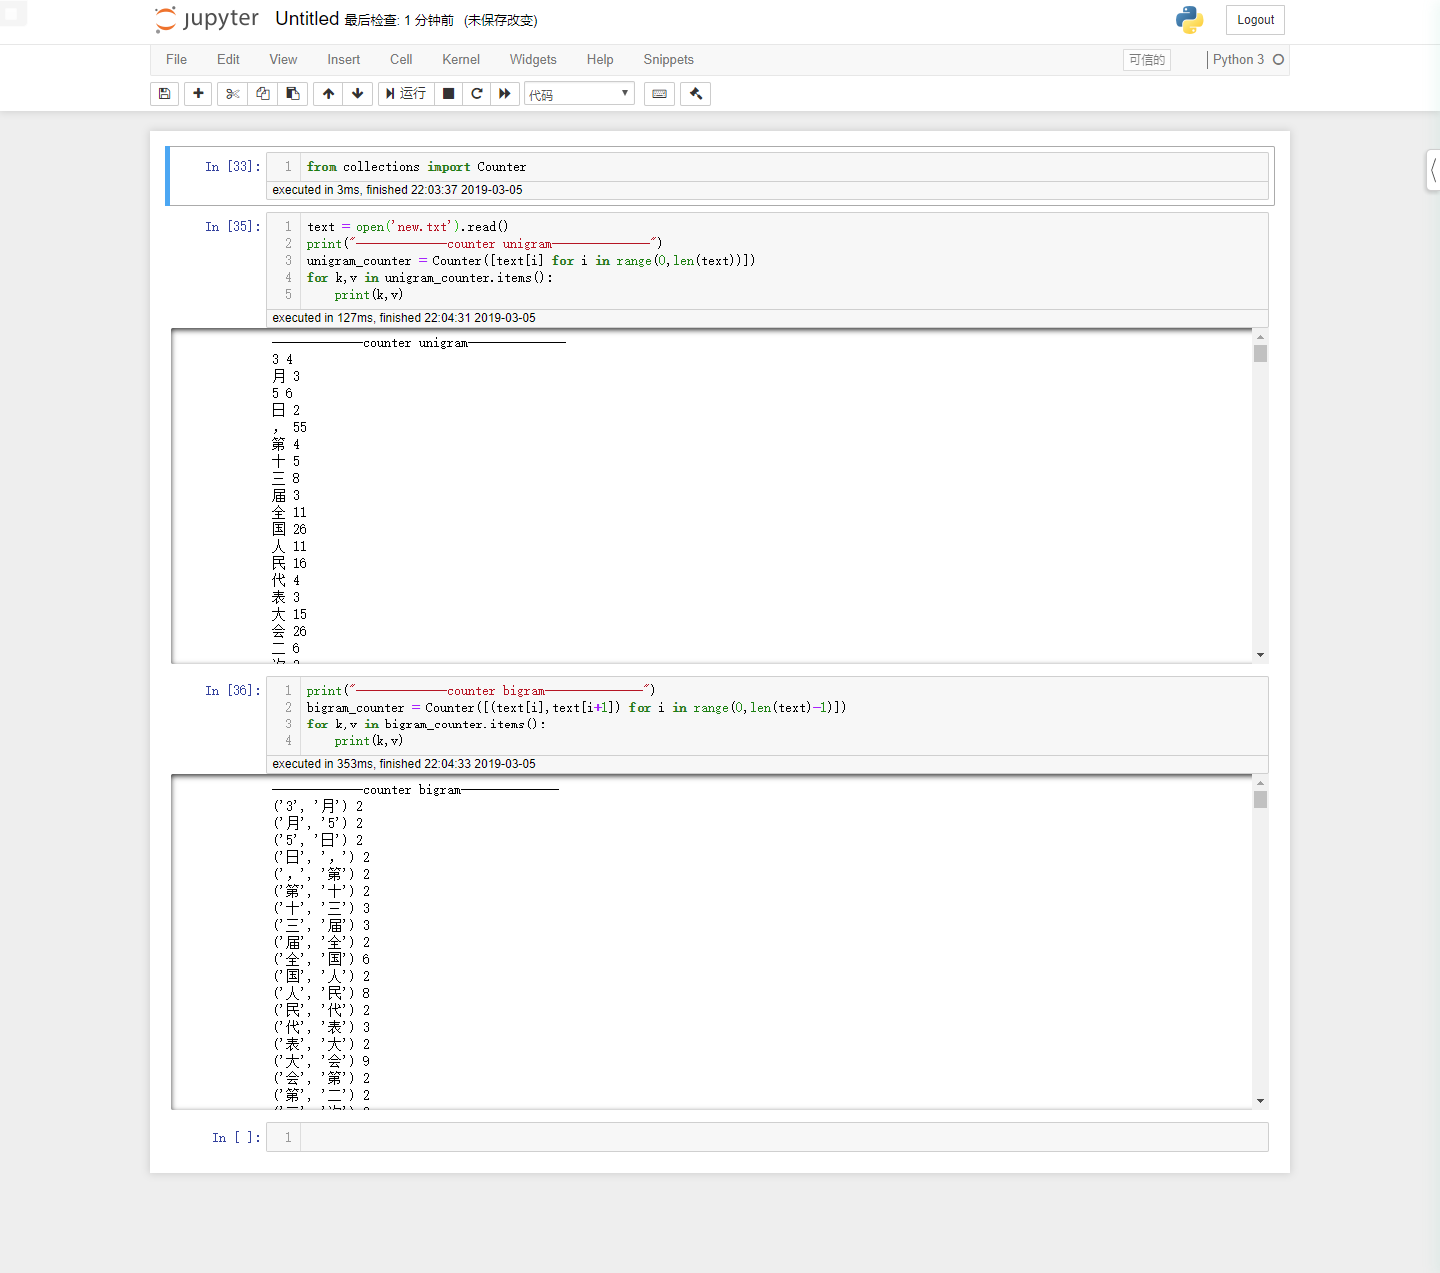 jupyter Untitled 最后检查: 1 分钟前 (未保存改变) Logout
File Edit View Insert Cell Kernel Widgets Help Snippets 可信的 Python 3
运行 代码
In [33]: 1 from collections import Counter
executed in 3ms, finished 22:03:37 2019-03-05
In [35]: 1 text = open('new.txt').read()
2 print("—————————————counter unigram——————————————")
3 unigram_counter = Counter([text[i] for i in range(0,len(text))])
4 for k,v in unigram_counter.items():
5 print(k,v)
executed in 127ms, finished 22:04:31 2019-03-05
—————————————counter unigram——————————————
3 4
月 3
5 6
日 2
， 55
第 4
十 5
三 8
届 3
全 11
国 26
人 11
民 16
代 4
表 3
大 15
会 26
二 6
In [36]: 1 print("—————————————counter bigram——————————————")
2 bigram_counter = Counter([(text[i],text[i+1]) for i in range(0,len(text)-1)])
3 for k,v in bigram_counter.items():
4 print(k,v)
executed in 353ms, finished 22:04:33 2019-03-05
—————————————counter bigram——————————————
('3', '月') 2
('月', '5') 2
('5', '日') 2
('日', '，') 2
('，', '第') 2
('第', '十') 2
('十', '三') 3
('三', '届') 3
('届', '全') 2
('全', '国') 6
('国', '人') 2
('人', '民') 8
('民', '代') 2
('代', '表') 3
('表', '大') 2
('大', '会') 9
('会', '第') 2
('第', '二') 2
In [ ]: 1